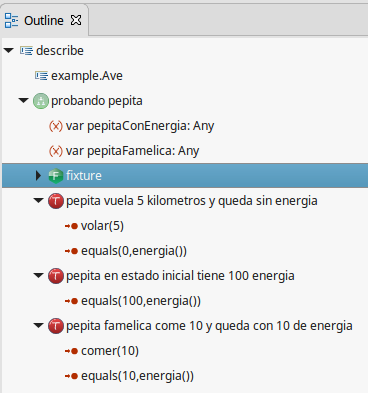 Outline
describe
example.Ave
probando pepita
var pepitaConEnergia: Any
var pepitaFamelica: Any
fixture
pepita vuela 5 kilometros y queda sin energia
volar(5)
equals(0,energia())
pepita en estado inicial tiene 100 energia
equals(100,energia())
pepita famelica come 10 y queda con 10 de energia
comer(10)
equals(10,energia())